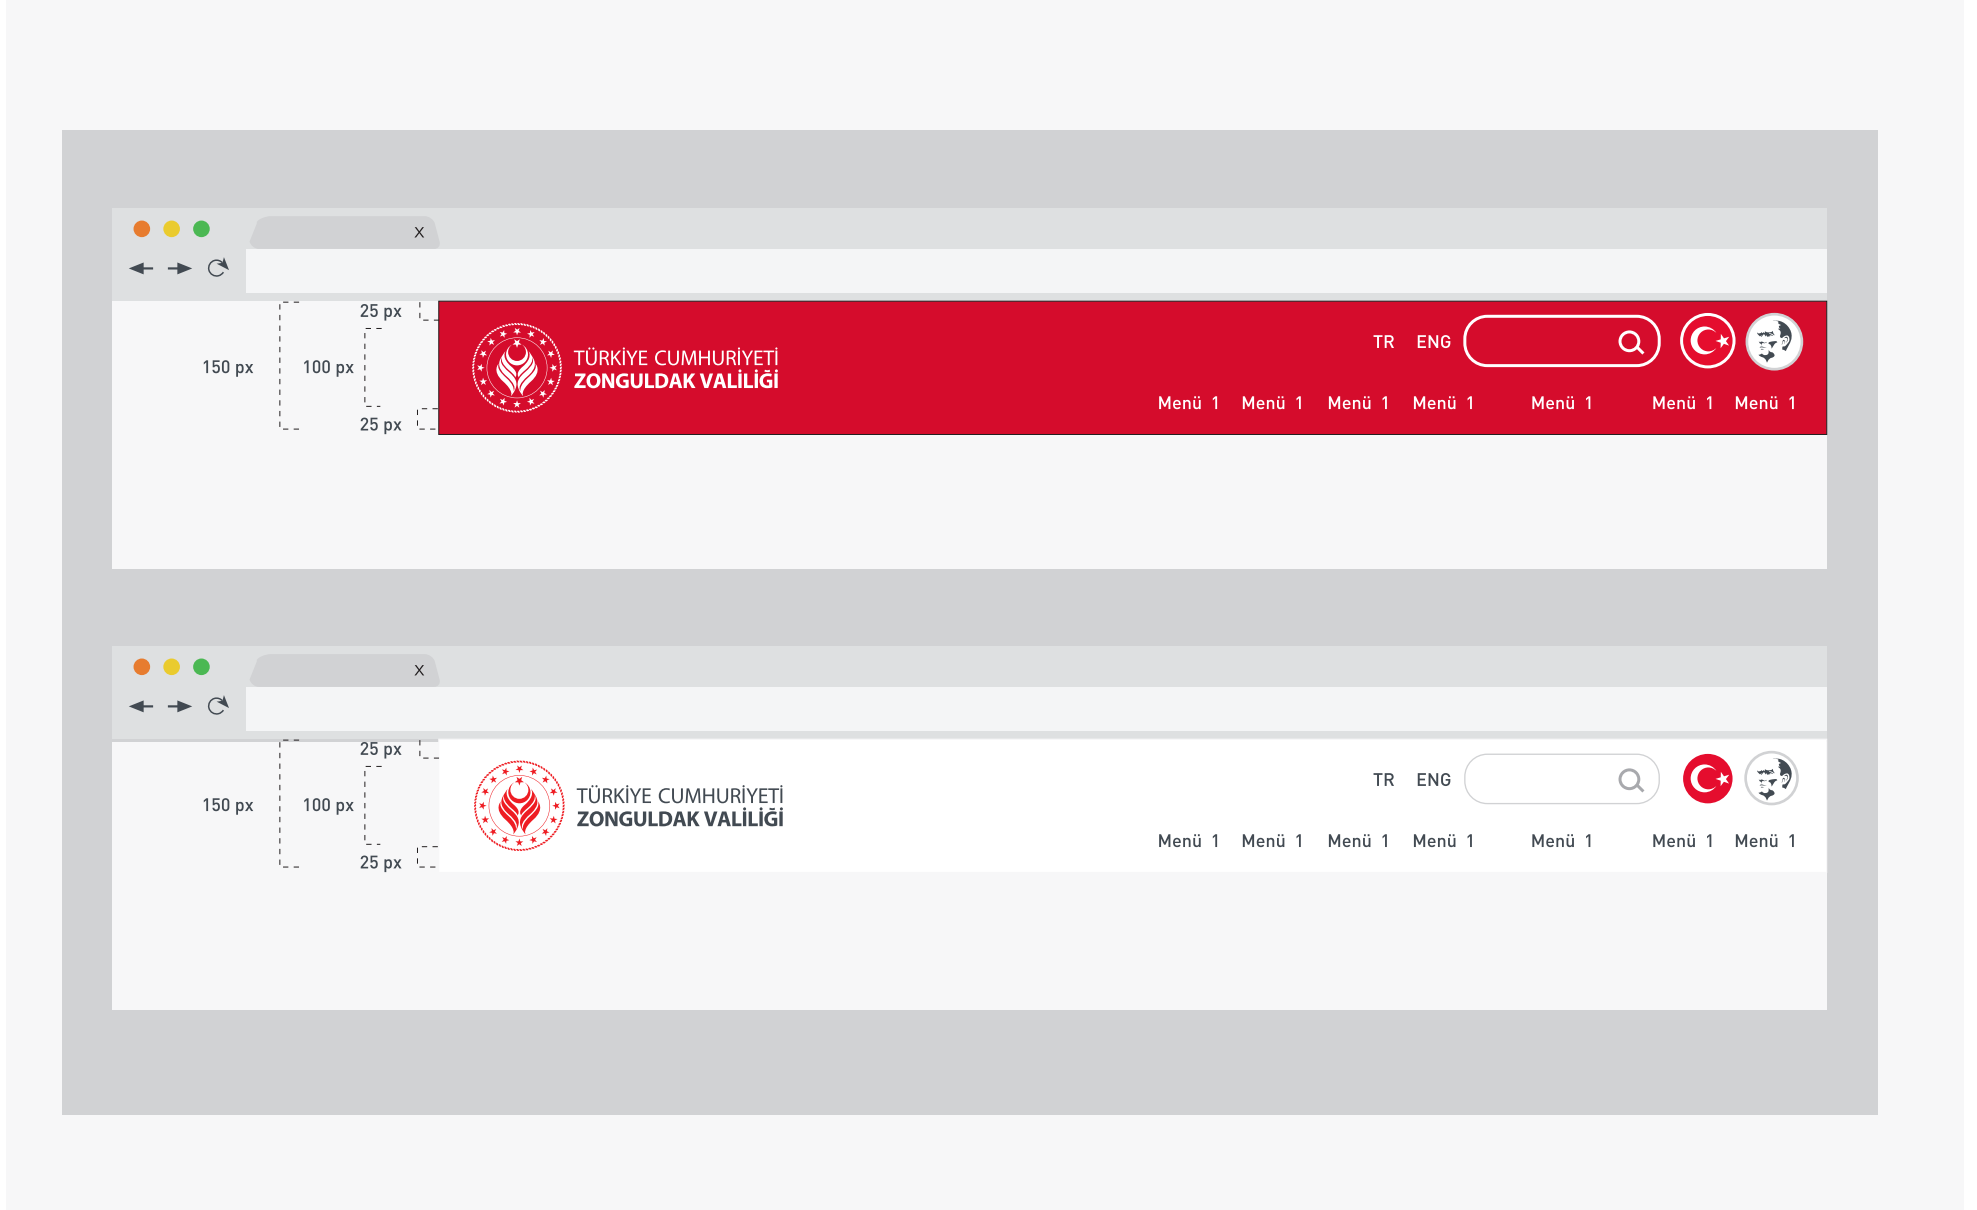 X
25 px
150 px
100 px
25 px
TÜRKİYE CUMHURİYETİ
ZONGULDAK VALİLİĞİ
TR ENG
Menü 1 Menü 1 Menü 1 Menü 1 Menü 1 Menü 1 Menü 1
X
25 px
150 px
100 px
25 px
TÜRKİYE CUMHURİYETİ
ZONGULDAK VALİLİĞİ
TR ENG
Menü 1 Menü 1 Menü 1 Menü 1 Menü 1 Menü 1 Menü 1